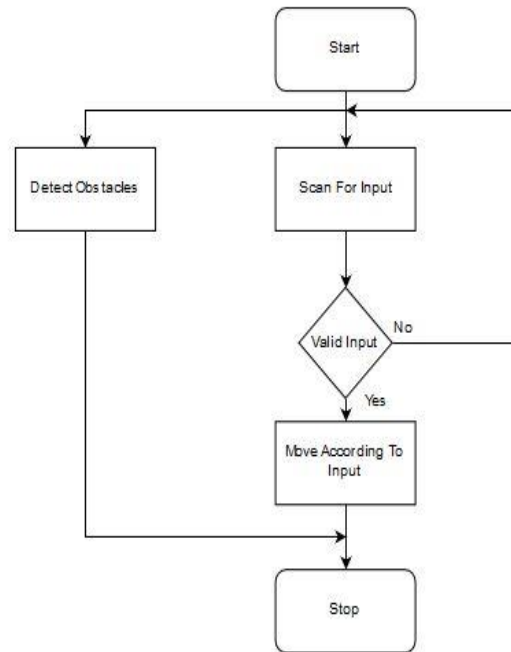 Start
Detect Obstacles
Scan For Input
Valid Input
No
Yes
Move According To
Input
Stop